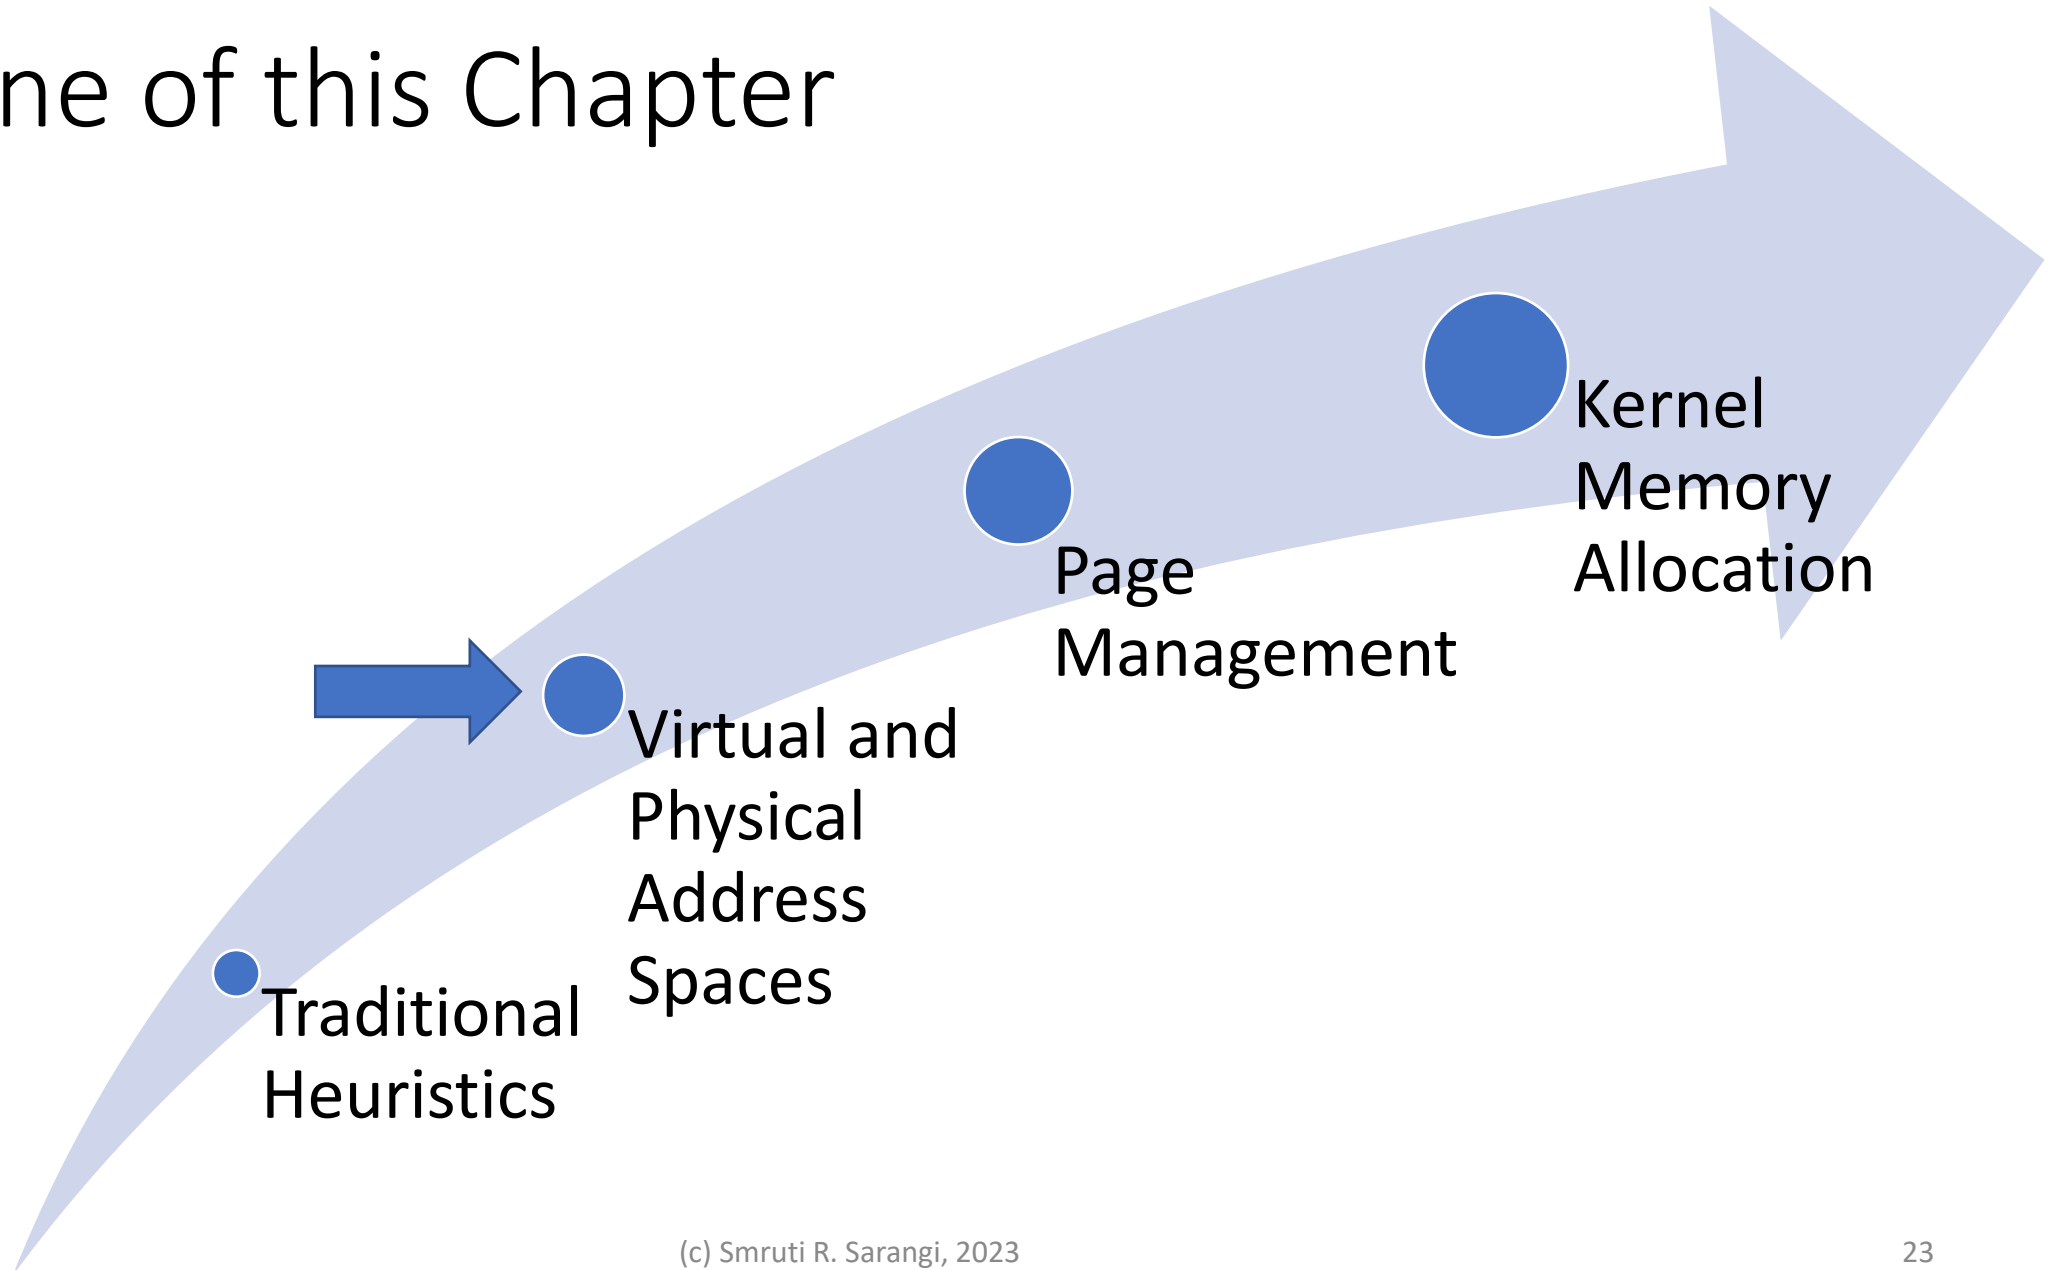 ne of this Chapter
Kernel
Memory
Allocation
Page
Management
Virtual and
Physical
Address
Spaces
Traditional
Heuristics
(c) Smruti R. Sarangi, 2023
23